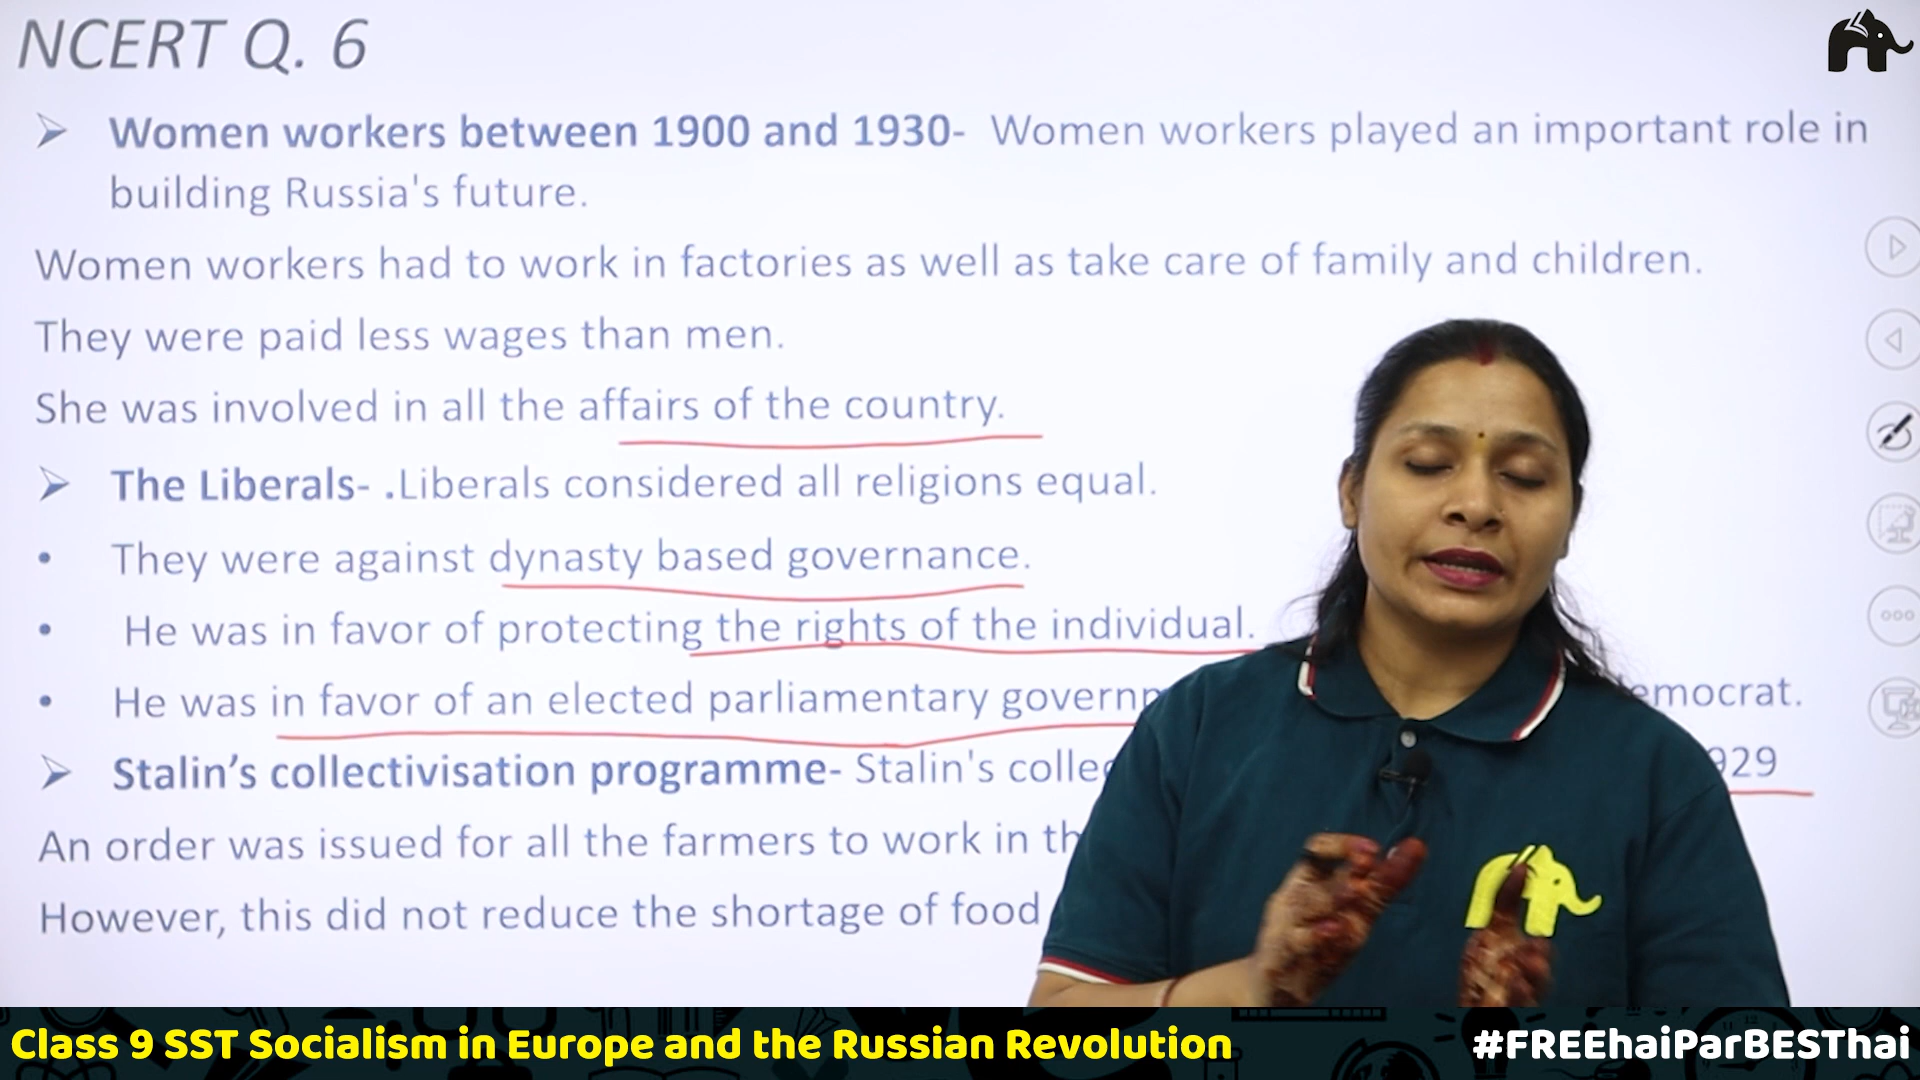 NCERT Q. 6
Women workers between 1900 and 1930- Women workers played an important role in
building Russia's future.
Women workers had to work in factories as well as take care of family and children.
They were paid less wages than men.
She was involved in all the affairs of the country.
The Liberals- .Liberals considered all religions equal.
They were against dynasty based governance.
He was in favor of protecting the rights of the individual.
He was in favor of an elected parliamentary
Stalin's collectivisation programme- Stalin's
An order was issued for all the farmers to work in
However, this did not reduce the shortage of food
Class 9 SST Socialism in Europe and the Russian Revolution
#FREEhaiParBESThai